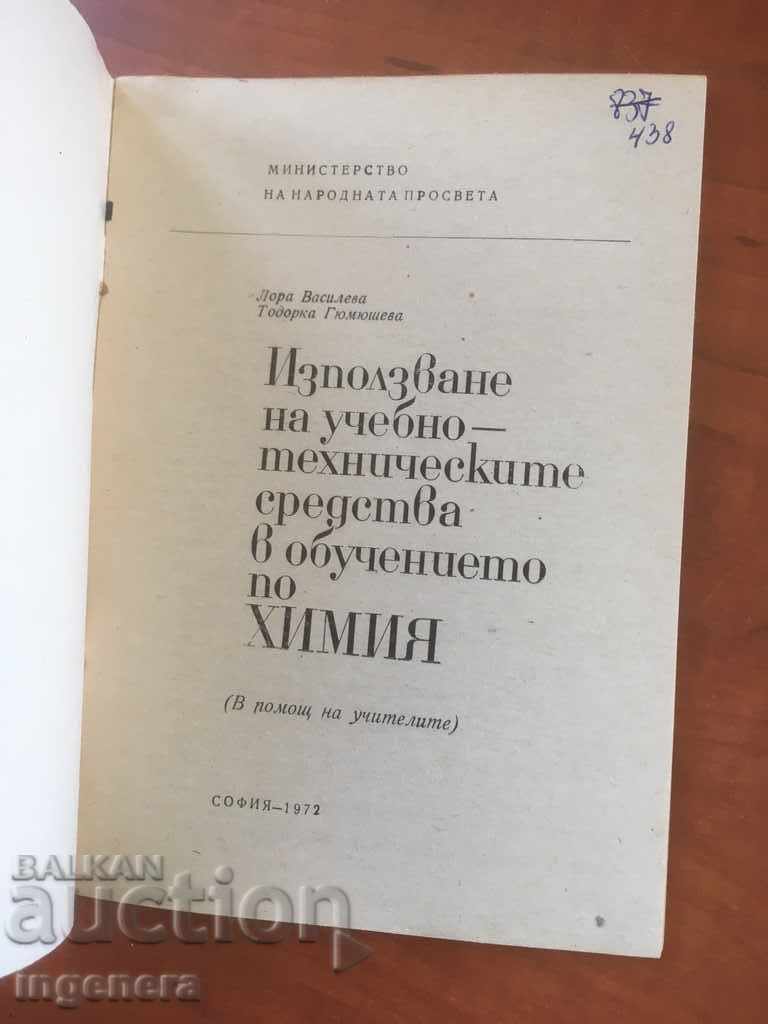 837
438
МИНИСТЕРСТВО
НА НАРОДНАТА ПРОСВЕТА
Лора Василева
Тодорка Гюмюшева
Използване
на учебно—
техническите
средства
в обучението
по
ХИМИЯ
(В помощ на учителите)
СОФИЯ—1972
BALKAN
auction
ingenera